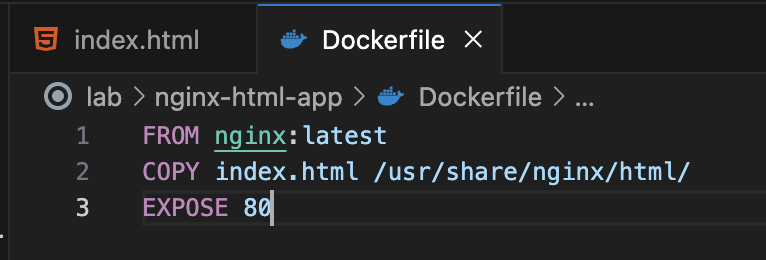 index.html Dockerfile
lab > nginx-html-app > Dockerfile > ...
1 FROM nginx:latest
2 COPY index.html /usr/share/nginx/html/
3 EXPOSE 80